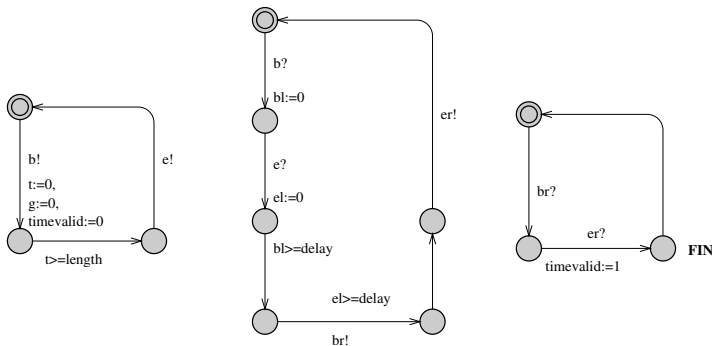 b!
t:=0,
g:=0,
timevalid:=0
e!
t>=length
b?
bl:=0
e?
el:=0
bl>=delay
el>=delay
br!
er!
br?
er?
timevalid:=1
FIN